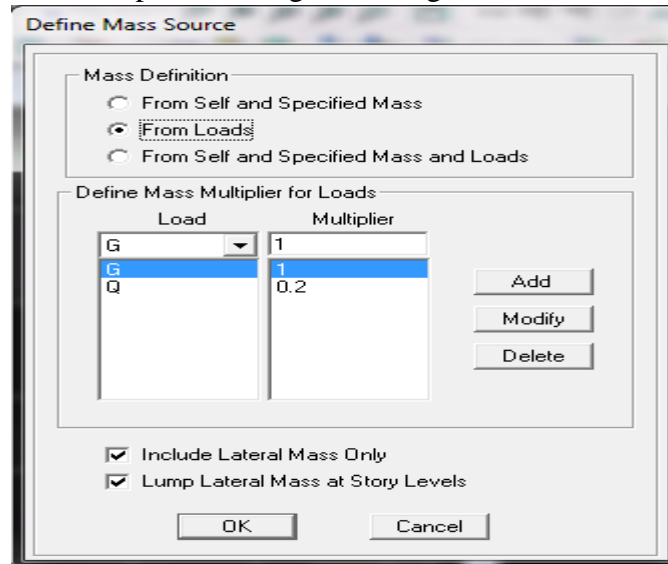 Define Mass Source
Mass Definition
From Self and Specified Mass
From Loads
From Self and Specified Mass and Loads
Define Mass Multiplier for Loads
Load Multiplier
G 1
G 1
Q 0.2
Add
Modify
Delete
Include Lateral Mass Only
Lump Lateral Mass at Story Levels
OK Cancel